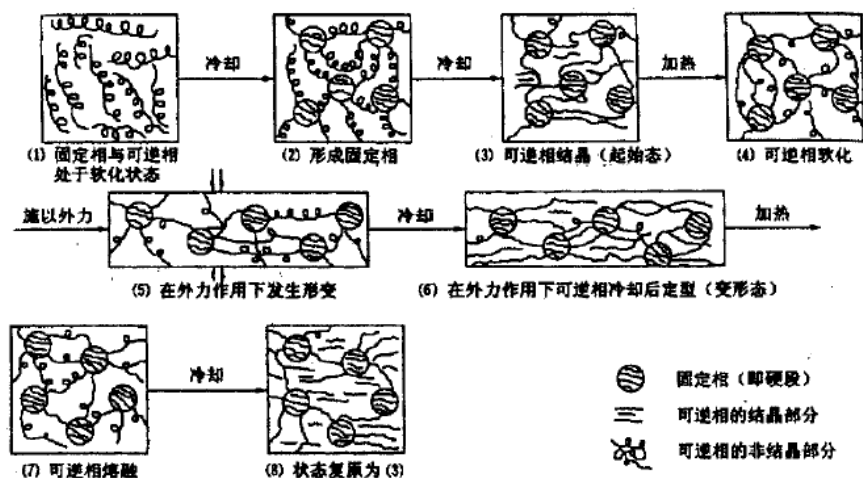 冷却
冷却
加热
(1) 固定相与可逆相
处于软化状态
(2) 形成固定相
(3) 可逆相结晶 (起始态)
(4) 可逆相软化
施以外力
冷却
加热
(5) 在外力作用下发生形变
(6) 在外力作用下可逆相冷却后定型 (变形态)
冷却
固定相 (即硬段)
可逆相的结晶部分
可逆相的非结晶部分
(7) 可逆相熔融
(8) 状态复原为 (3)